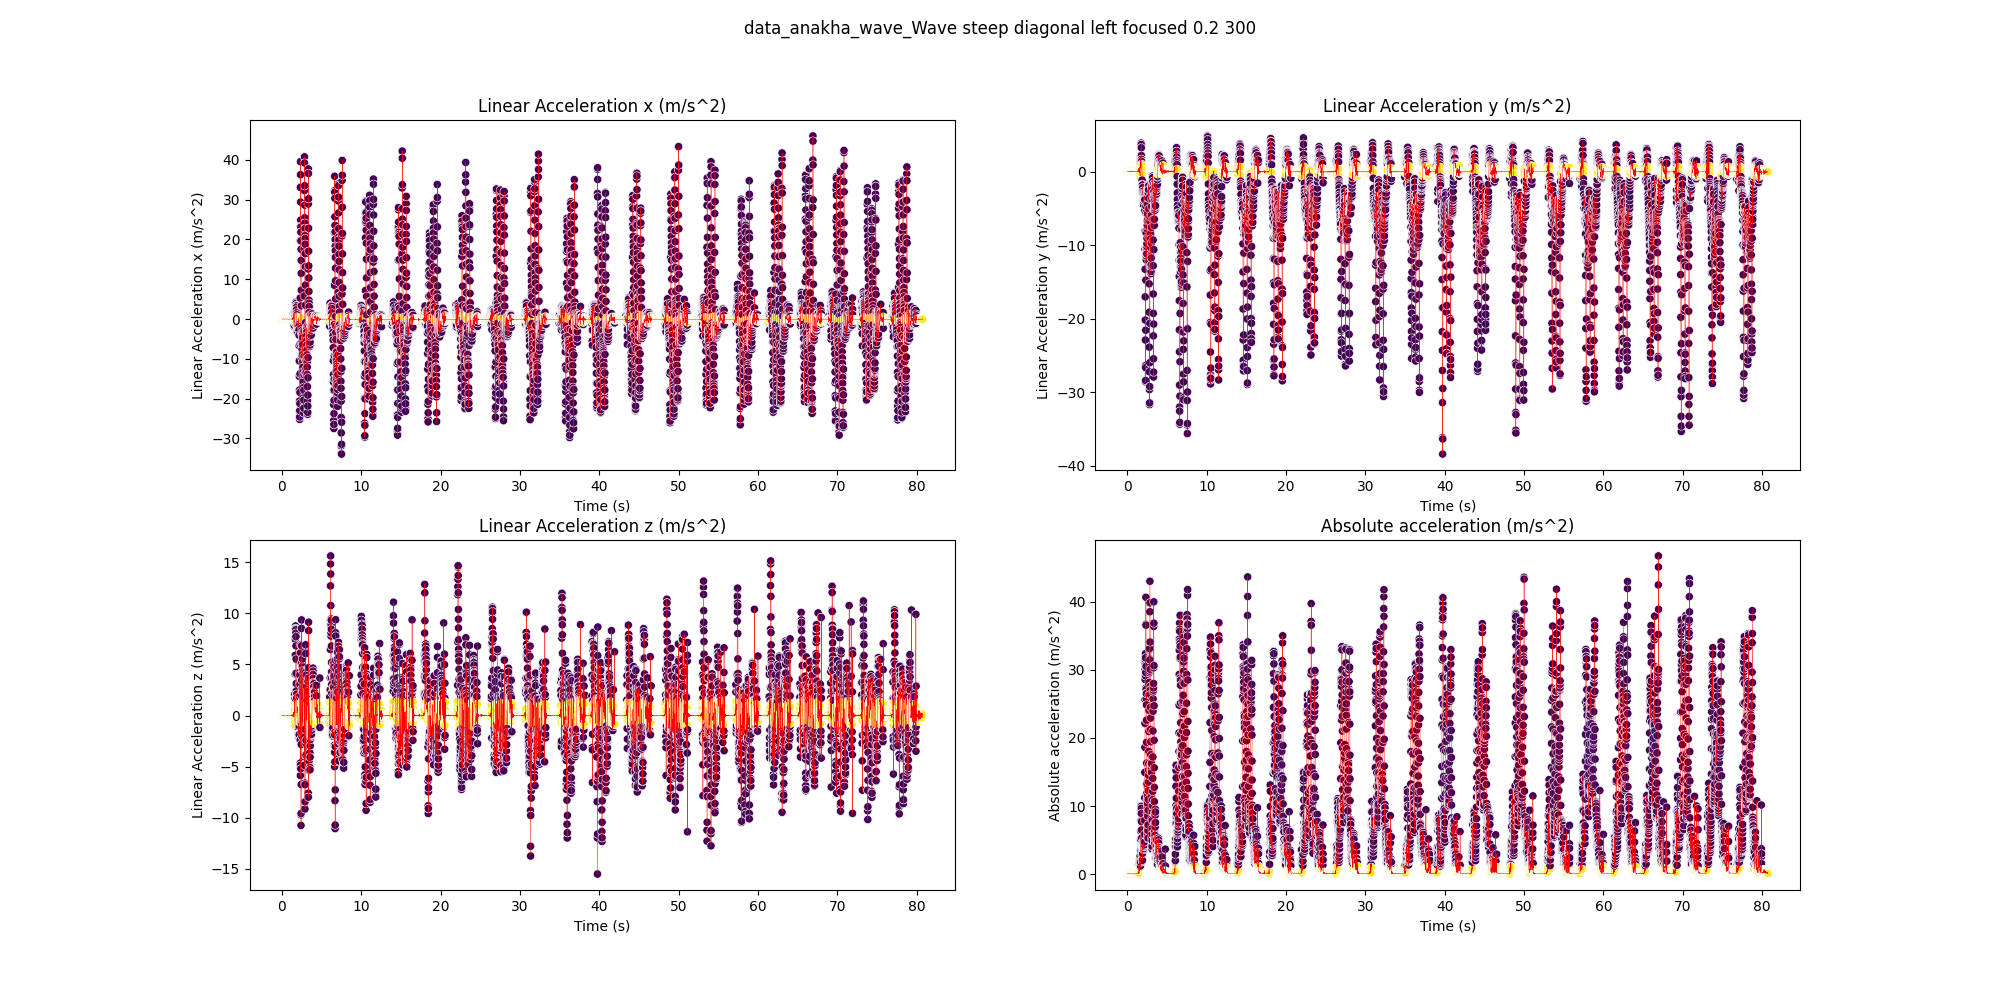 data_anakha_wave_Wave steep diagonal left focused 0.2 300
Linear Acceleration x (m/s^2)
Linear Acceleration x (m/s^2)
40
30
20
10
0
−10
−20
−30
0 10 20 30 40 50 60 70 80
Time (s)
Linear Acceleration y (m/s^2)
Linear Acceleration y (m/s^2)
0
−10
−20
−30
−40
0 10 20 30 40 50 60 70 80
Time (s)
Linear Acceleration z (m/s^2)
Linear Acceleration z (m/s^2)
15
10
5
0
−5
−10
−15
0 10 20 30 40 50 60 70 80
Time (s)
Absolute acceleration (m/s^2)
Absolute acceleration (m/s^2)
40
30
20
10
0
0 10 20 30 40 50 60 70 80
Time (s)